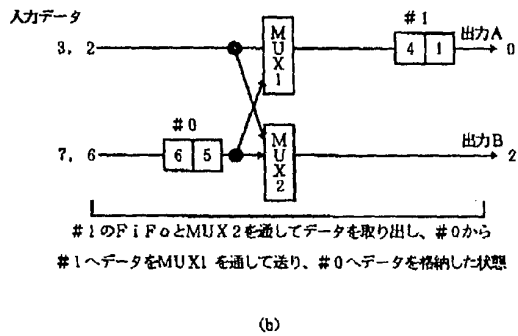 入力データ
3, 2
MUX1
#1
4 1
出力A
0
7, 6
#0
6 5
MUX2
出力B
2
#1のFiFoとMUX2を通してデータを取り出し、#0から
#1へデータをMUX1を通して送り、#0へデータを格納した状態
(b)